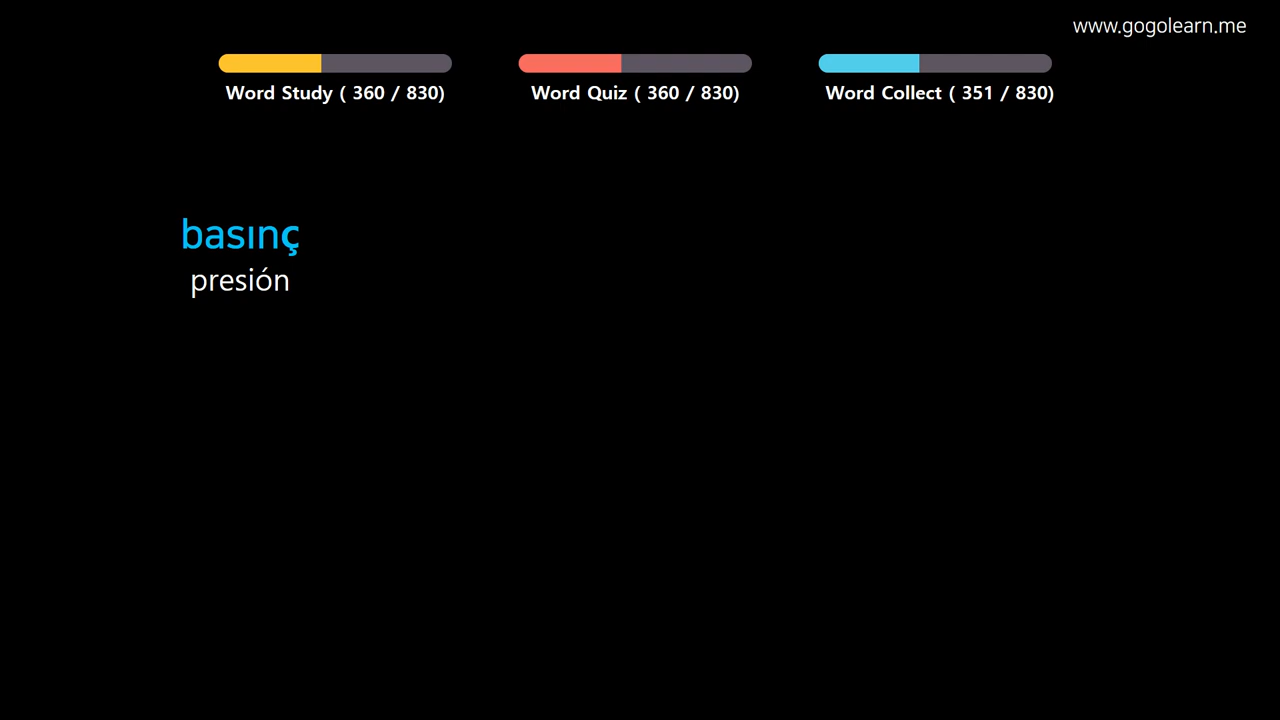 www.gogolearn.me
Word Study ( 360 / 830)
Word Quiz ( 360 / 830)
Word Collect ( 351 / 830)
basınç
presión